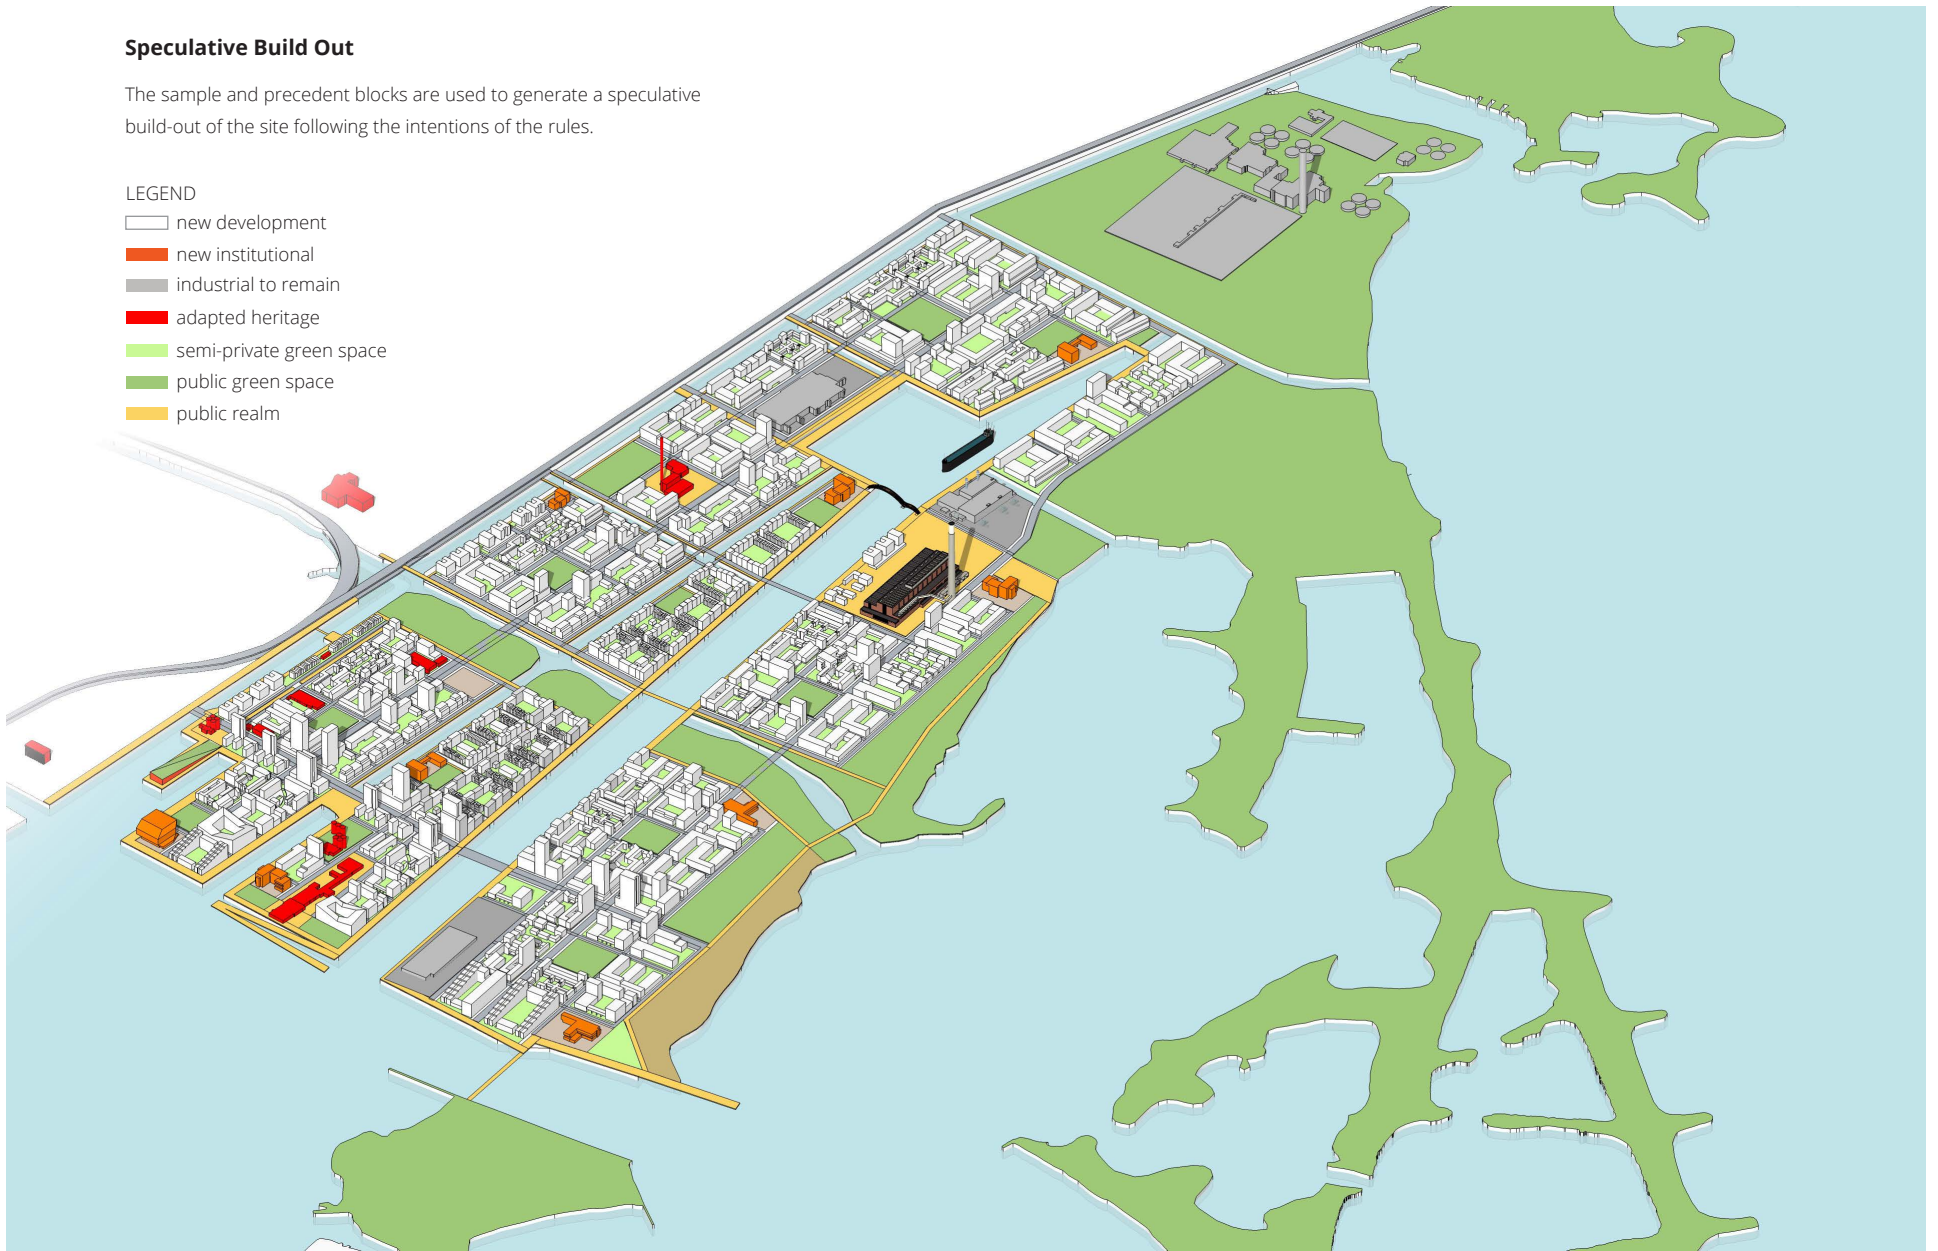 Speculative Build Out
The sample and precedent blocks are used to generate a speculative
build-out of the site following the intentions of the rules.
LEGEND
new development
new institutional
industrial to remain
adapted heritage
semi-private green space
public green space
public realm